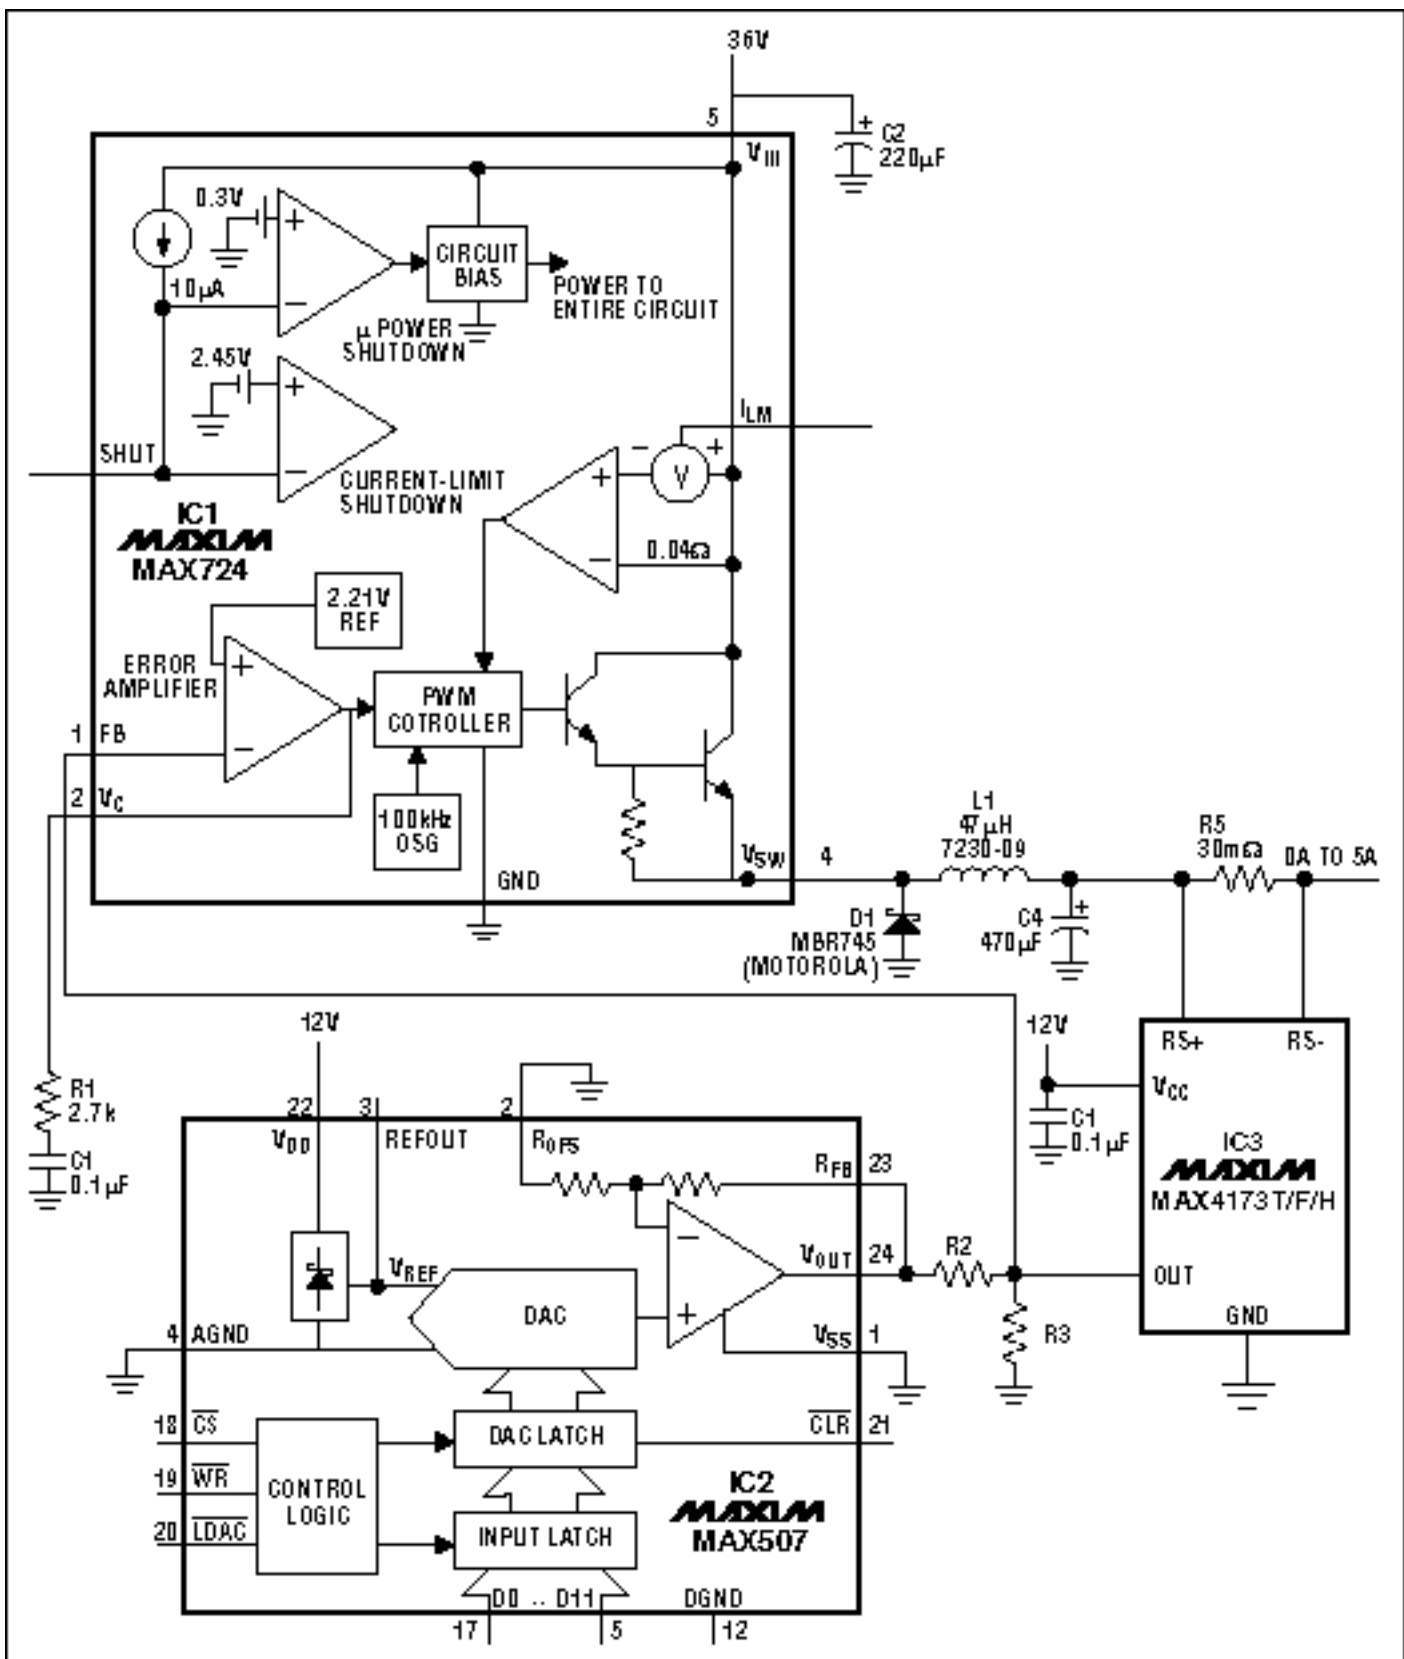 36V
5
VIN
+
C2
220µF
0.3V
+
−
10µA
CIRCUIT
BIAS
POWER TO
ENTIRE CIRCUIT
µ POWER
SHUTDOWN
2.45V
+
−
SHUT
CURRENT-LIMIT
SHUTDOWN
ILM
−
+
V
+
−
0.04Ω
IC1
MAXIM
MAX724
2.21V
REF
ERROR
AMPLIFIER
+
−
PWM
COTROLLER
1
FB
2
VC
100kHz
OSG
GND
VSW
4
L1
47µH
7230-09
R5
30mΩ
0A TO 5A
D1
MBR745
(MOTOROLA)
+
C4
470µF
12V
12V
RS+
RS-
VCC
R1
2.7k
C1
0.1µF
C1
0.1µF
22
3
2
VDD
REFOUT
ROFS
RFB
23
IC3
MAXIM
MAX4173T/F/H
VREF
DAC
−
+
VOUT
24
R2
OUT
GND
4
AGND
VSS
1
R3
18
CS
DAC LATCH
CLR
21
19
WR
CONTROL
LOGIC
20
LDAC
INPUT LATCH
IC2
MAXIM
MAX507
D0 .. D11
DGND
17
5
12